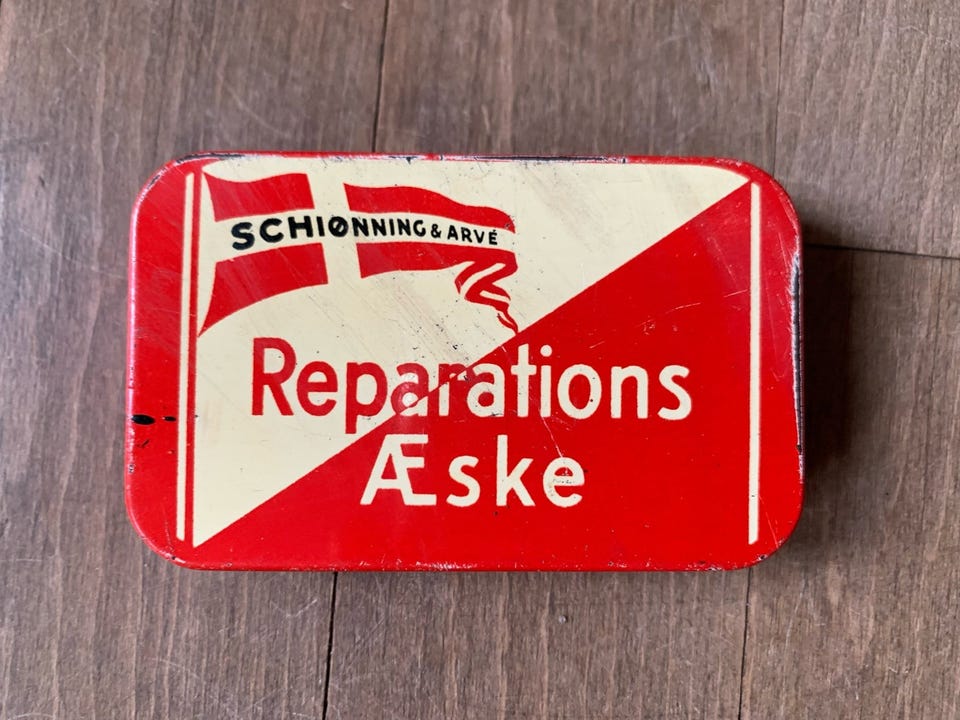 SCHIØNNING & ARVÉ
Reparations
Æske